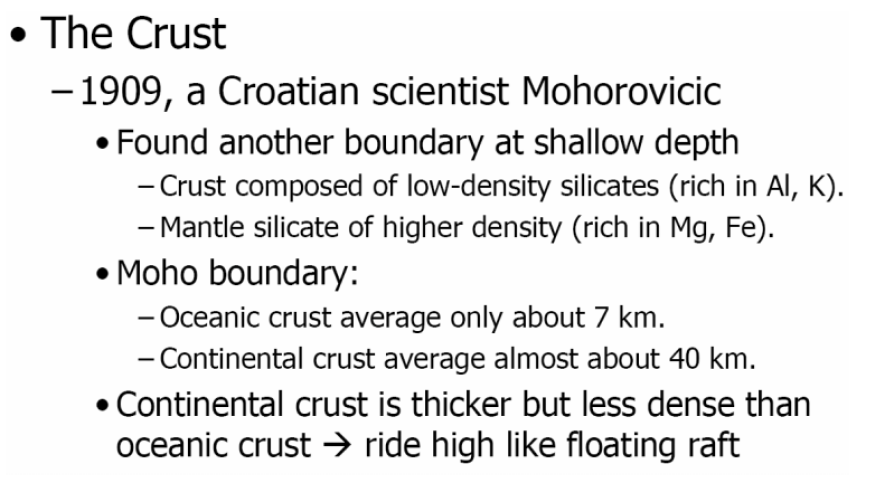 • The Crust
– 1909, a Croatian scientist Mohorovicic
• Found another boundary at shallow depth
– Crust composed of low-density silicates (rich in Al, K).
– Mantle silicate of higher density (rich in Mg, Fe).
• Moho boundary:
– Oceanic crust average only about 7 km.
– Continental crust average almost about 40 km.
• Continental crust is thicker but less dense than
oceanic crust → ride high like floating raft